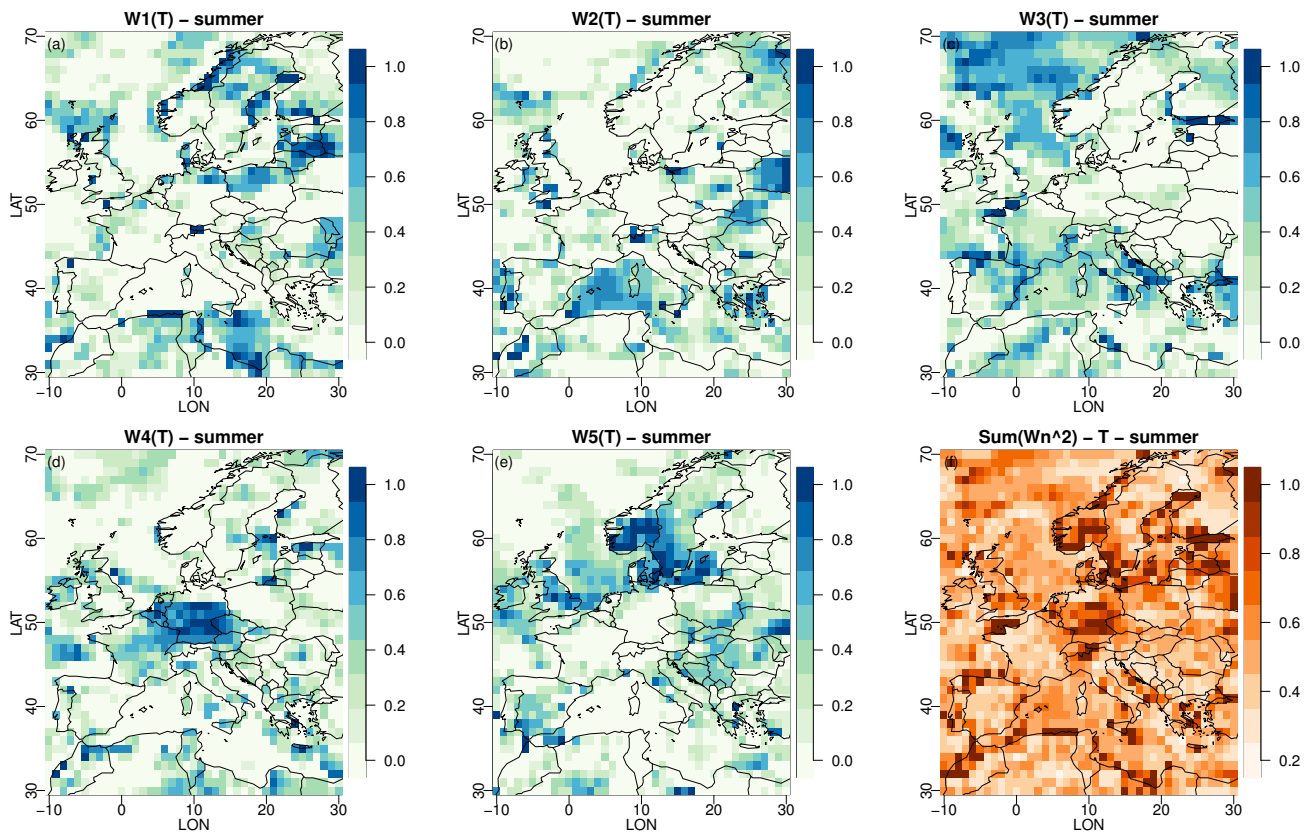 W1(T) − summer
(a)
70
60
50
40
30
LAT
−10 0 10 20 30
LON
1.0
0.8
0.6
0.4
0.2
0.0
W2(T) − summer
(b)
70
60
50
40
30
LAT
−10 0 10 20 30
LON
1.0
0.8
0.6
0.4
0.2
0.0
W3(T) − summer
(c)
70
60
50
40
30
LAT
−10 0 10 20 30
LON
1.0
0.8
0.6
0.4
0.2
0.0
W4(T) − summer
(d)
70
60
50
40
30
LAT
−10 0 10 20 30
LON
1.0
0.8
0.6
0.4
0.2
0.0
W5(T) − summer
(e)
70
60
50
40
30
LAT
−10 0 10 20 30
LON
1.0
0.8
0.6
0.4
0.2
0.0
Sum(Wn^2) − T − summer
(f)
70
60
50
40
30
LAT
−10 0 10 20 30
LON
1.0
0.8
0.6
0.4
0.2